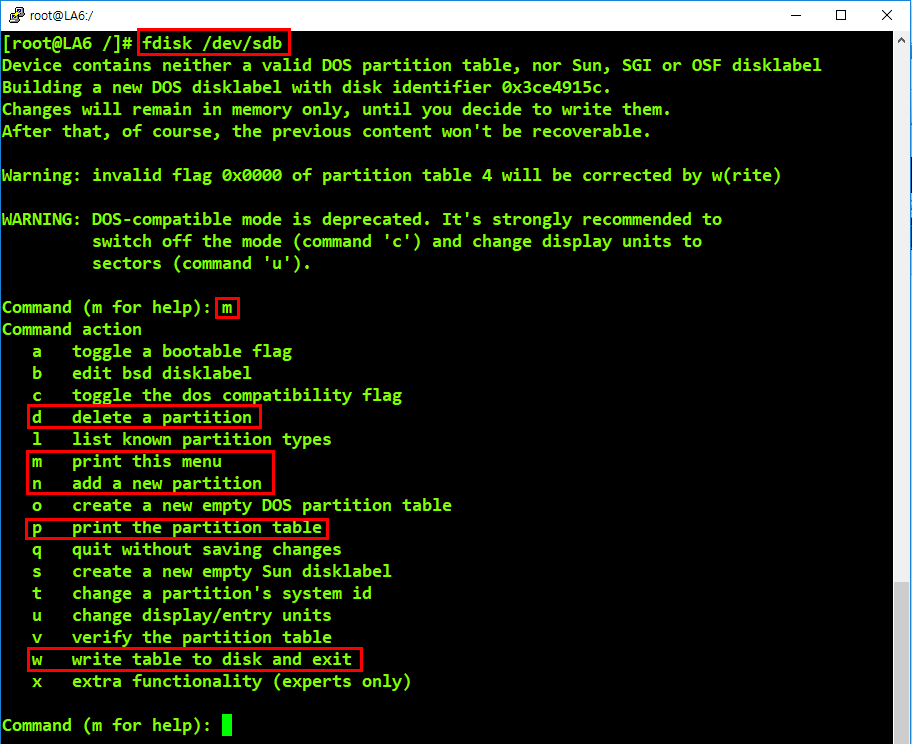 root@LA6:/
[root@LA6 /]# fdisk /dev/sdb
Device contains neither a valid DOS partition table, nor Sun, SGI or OSF disklabel
Building a new DOS disklabel with disk identifier 0x3ce4915c.
Changes will remain in memory only, until you decide to write them.
After that, of course, the previous content won't be recoverable.

Warning: invalid flag 0x0000 of partition table 4 will be corrected by w(rite)

WARNING: DOS-compatible mode is deprecated. It's strongly recommended to
         switch off the mode (command 'c') and change display units to
         sectors (command 'u').

Command (m for help): m
Command action
   a   toggle a bootable flag
   b   edit bsd disklabel
   c   toggle the dos compatibility flag
   d   delete a partition
   l   list known partition types
   m   print this menu
   n   add a new partition
   o   create a new empty DOS partition table
   p   print the partition table
   q   quit without saving changes
   s   create a new empty Sun disklabel
   t   change a partition's system id
   u   change display/entry units
   v   verify the partition table
   w   write table to disk and exit
   x   extra functionality (experts only)

Command (m for help):